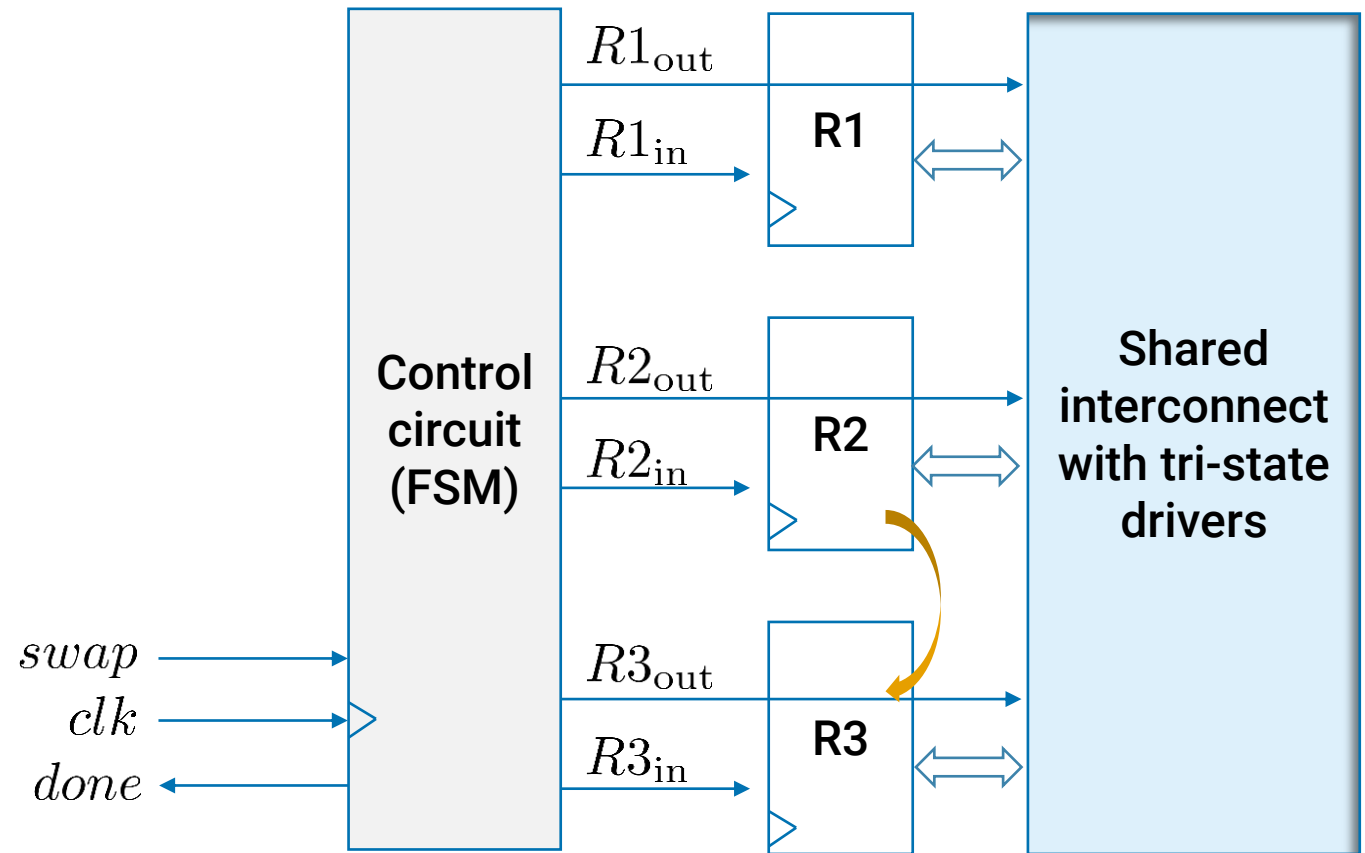 R1out
R1in
R1
R2out
R2in
R2
Control
circuit
(FSM)
Shared
interconnect
with tri-state
drivers
swap
clk
done
R3out
R3in
R3